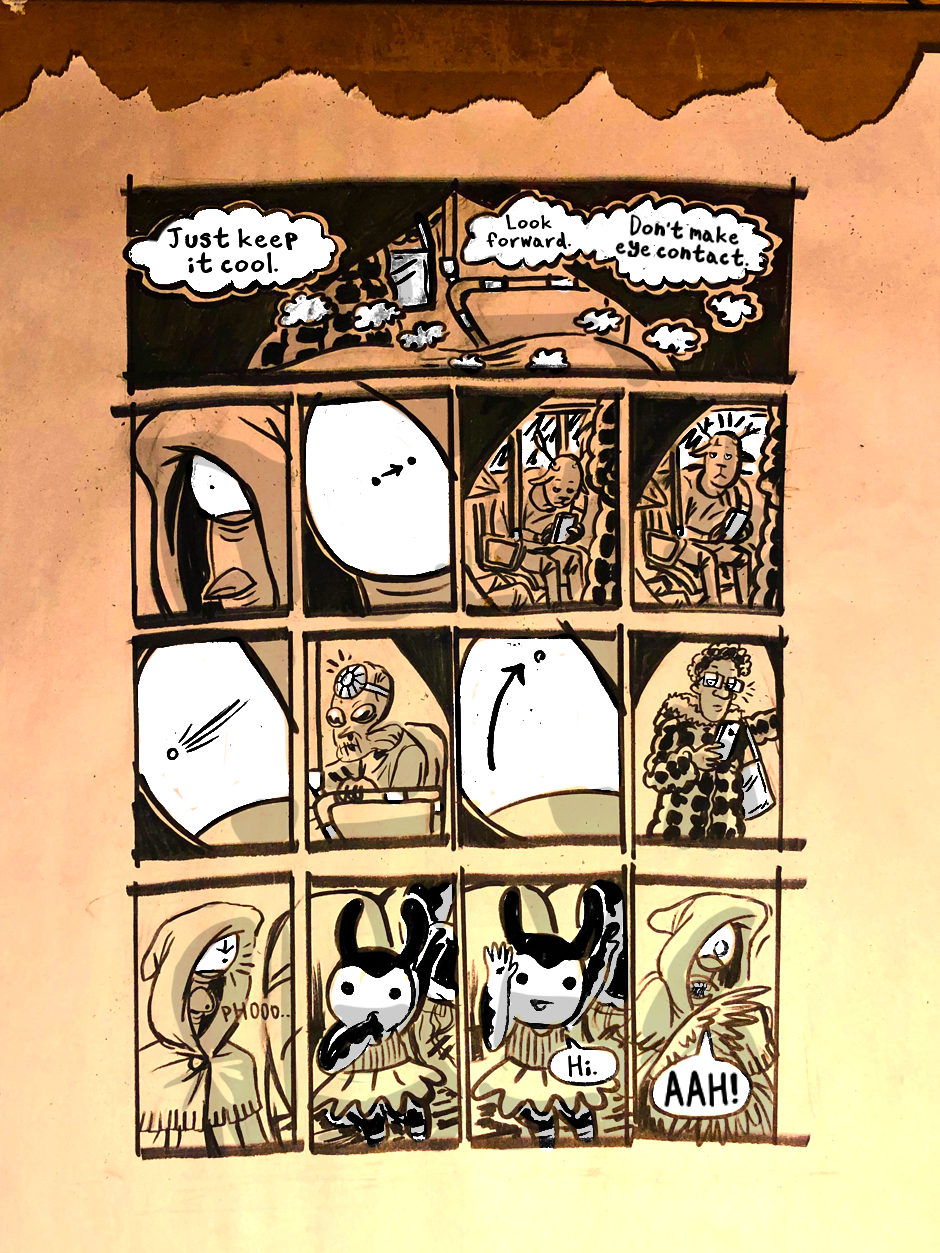 Just keep
it cool.
Look
forward.
Don't make
eye contact.
PHOOO..
Hi.
AAH!